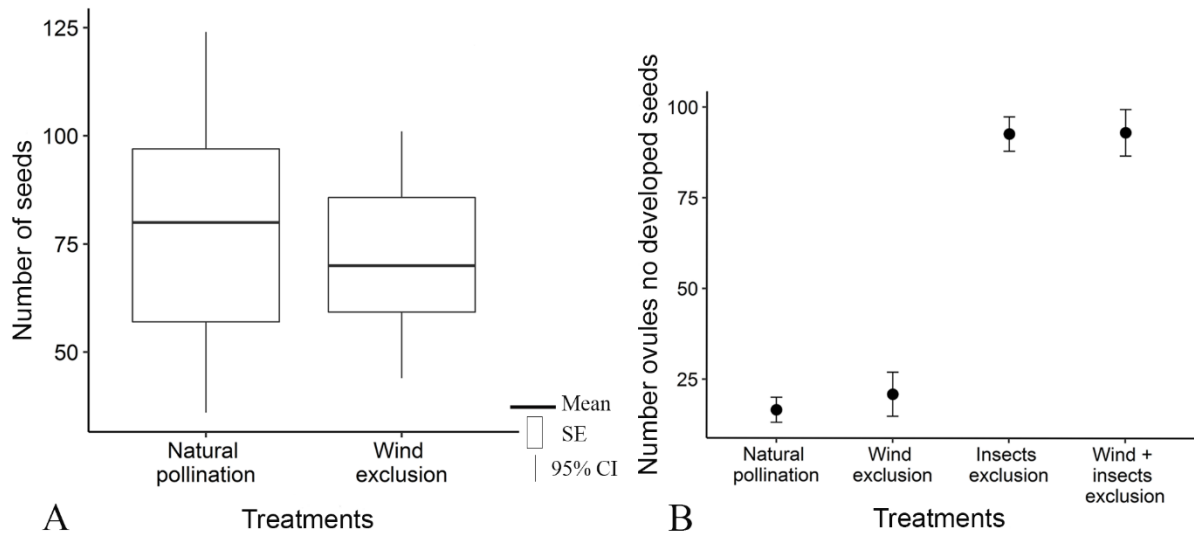 Number of seeds
125
100
75
50
Natural
pollination
Wind
exclusion
Treatments
A
Mean
SE
95% CI
Number ovules no developed seeds
100
75
50
25
Natural
pollination
Wind
exclusion
Insects
exclusion
Wind +
insects
exclusion
Treatments
B